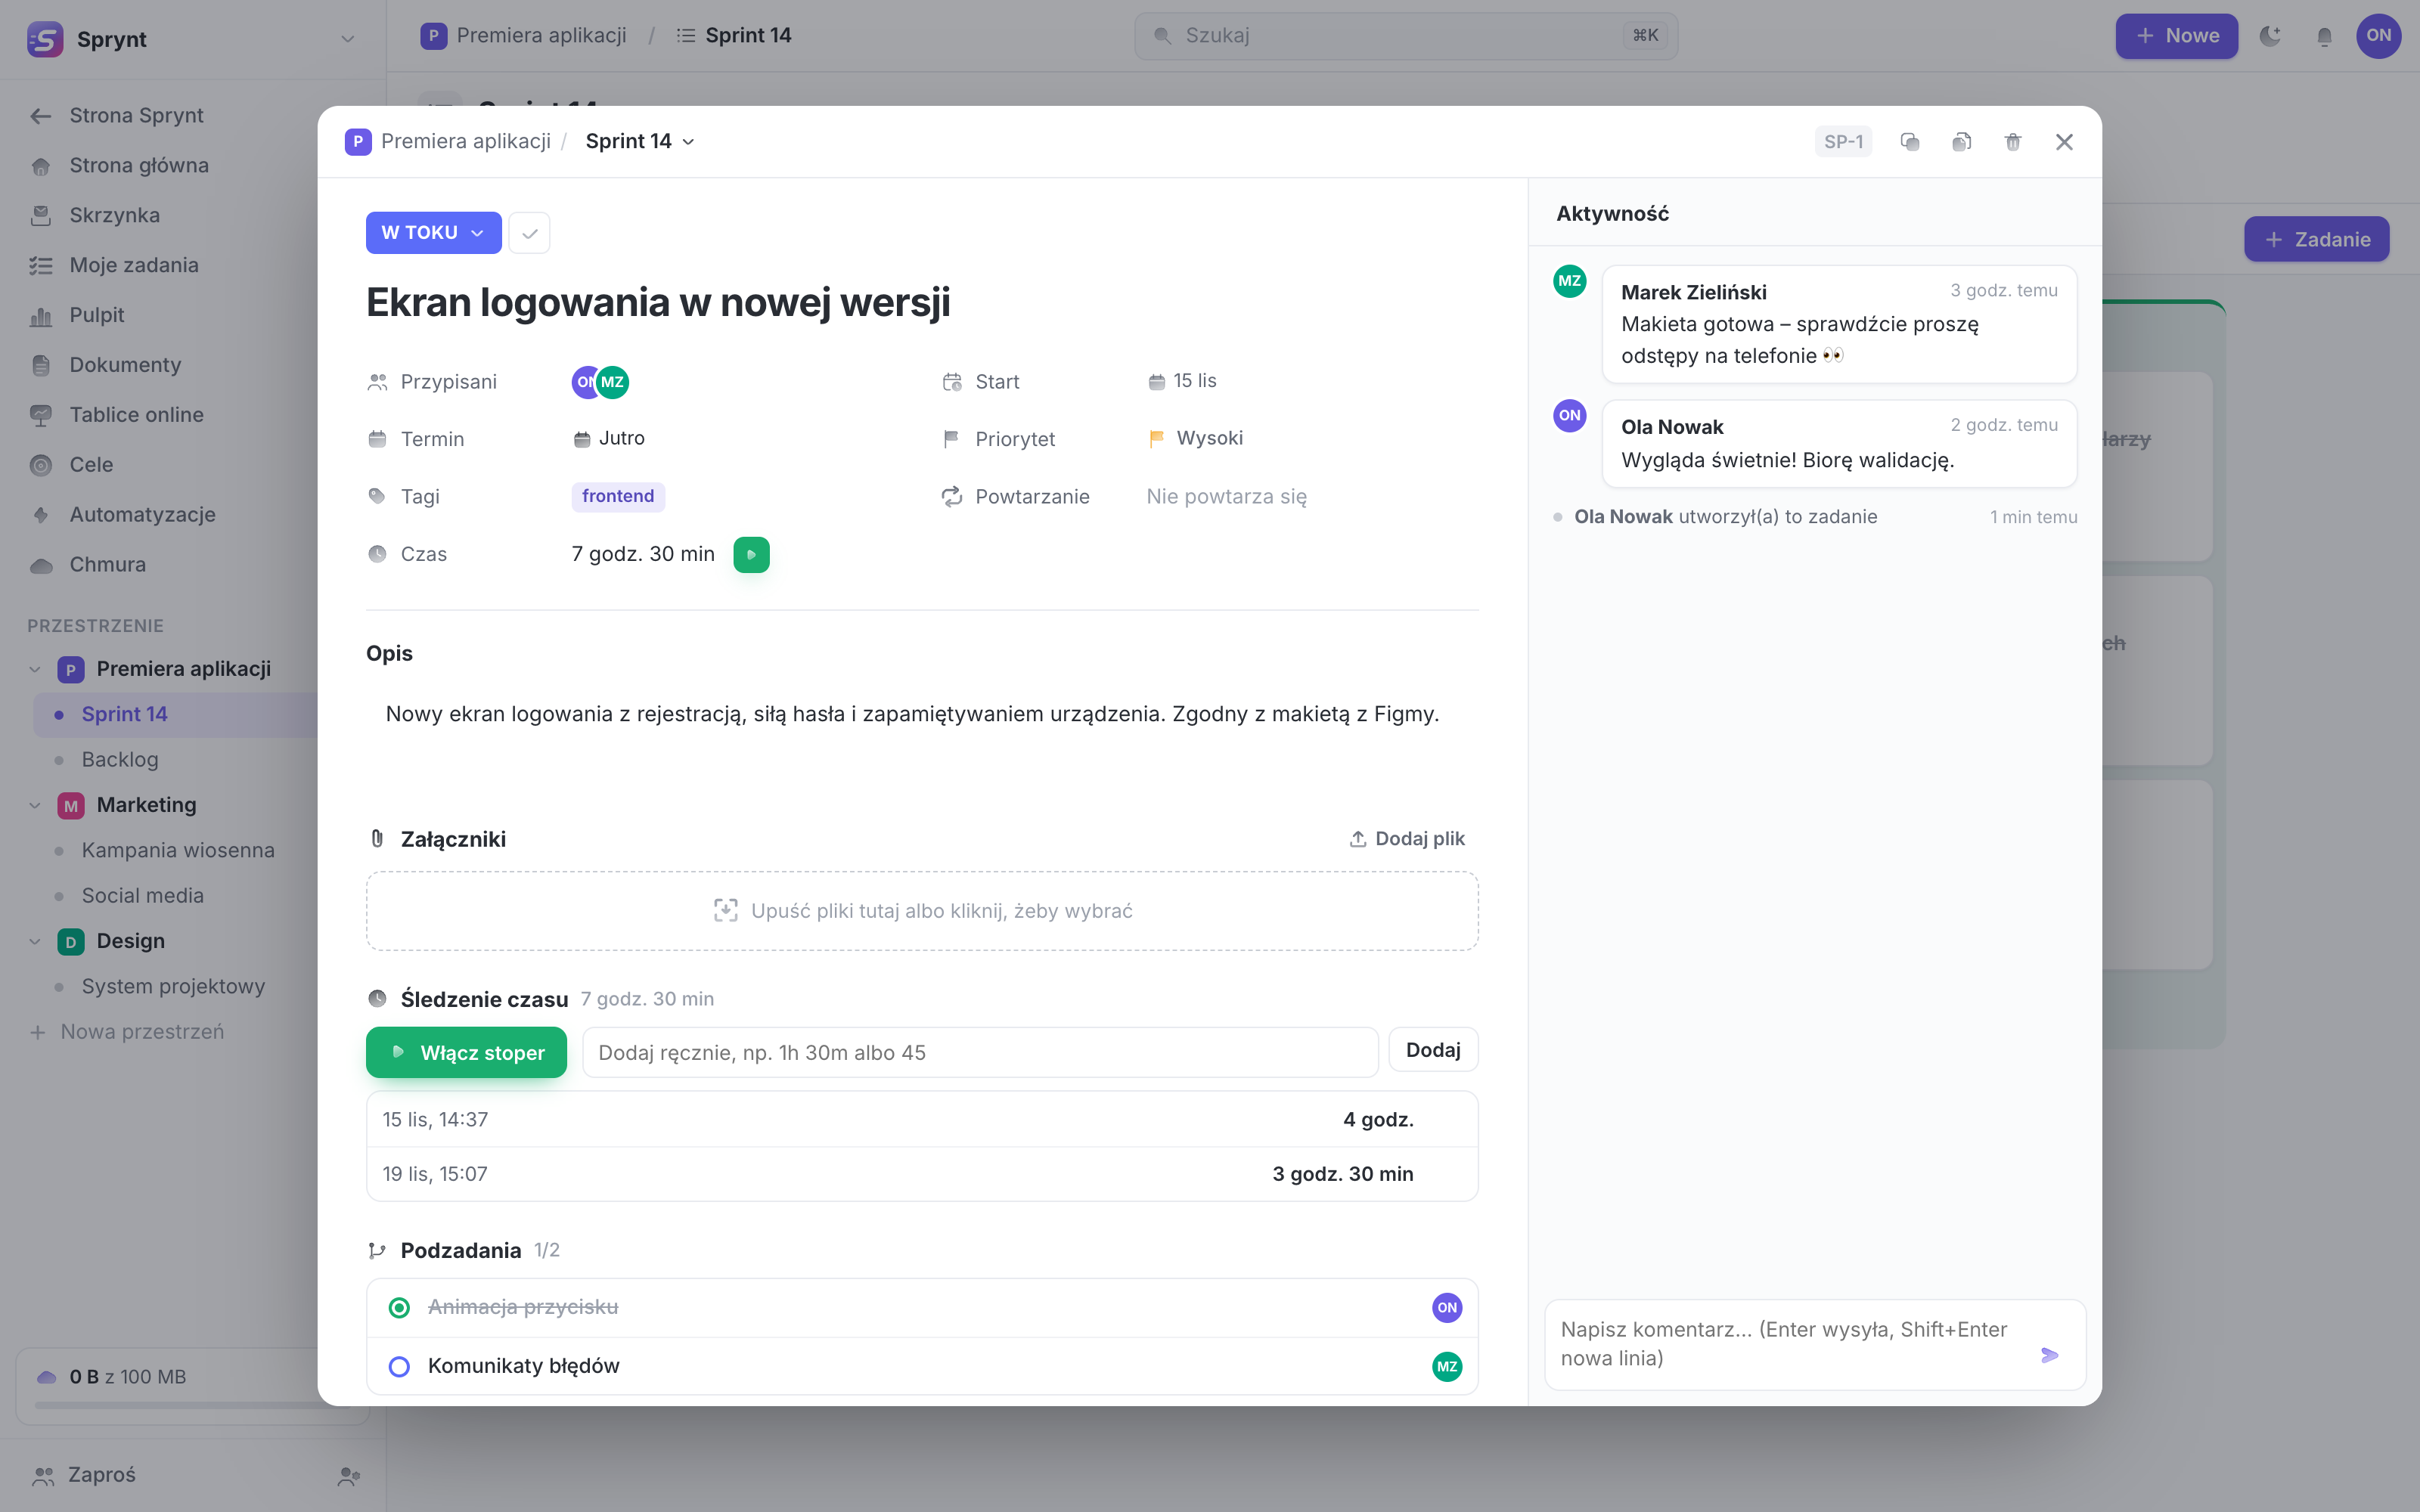 Sprynt
P Premiera aplikacji / Sprint 14
Szukaj ⌘K
+ Nowe
ON
Strona Sprynt
Strona główna
Skrzynka
Moje zadania
Pulpit
Dokumenty
Tablice online
Cele
Automatyzacje
Chmura
PRZESTRZENIE
P Premiera aplikacji
Sprint 14
Backlog
M Marketing
Kampania wiosenna
Social media
D Design
System projektowy
+ Nowa przestrzeń
0 B z 100 MB
Zaproś
+ Zadanie
P Premiera aplikacji / Sprint 14
SP-1
W TOKU
Ekran logowania w nowej wersji
Przypisani ON MZ
Start 15 lis
Termin Jutro
Priorytet Wysoki
Tagi frontend
Powtarzanie Nie powtarza się
Czas 7 godz. 30 min
Opis
Nowy ekran logowania z rejestracją, siłą hasła i zapamiętywaniem urządzenia. Zgodny z makietą z Figmy.
Załączniki Dodaj plik
Upuść pliki tutaj albo kliknij, żeby wybrać
Śledzenie czasu 7 godz. 30 min
Włącz stoper
Dodaj ręcznie, np. 1h 30m albo 45
Dodaj
15 lis, 14:37 4 godz.
19 lis, 15:07 3 godz. 30 min
Podzadania 1/2
Animacja przycisku ON
Komunikaty błędów MZ
Aktywność
MZ Marek Zieliński 3 godz. temu
Makieta gotowa – sprawdźcie proszę
odstępy na telefonie 👀
ON Ola Nowak 2 godz. temu
Wygląda świetnie! Biorę walidację.
Ola Nowak utworzył(a) to zadanie 1 min temu
Napisz komentarz... (Enter wysyła, Shift+Enter
nowa linia)